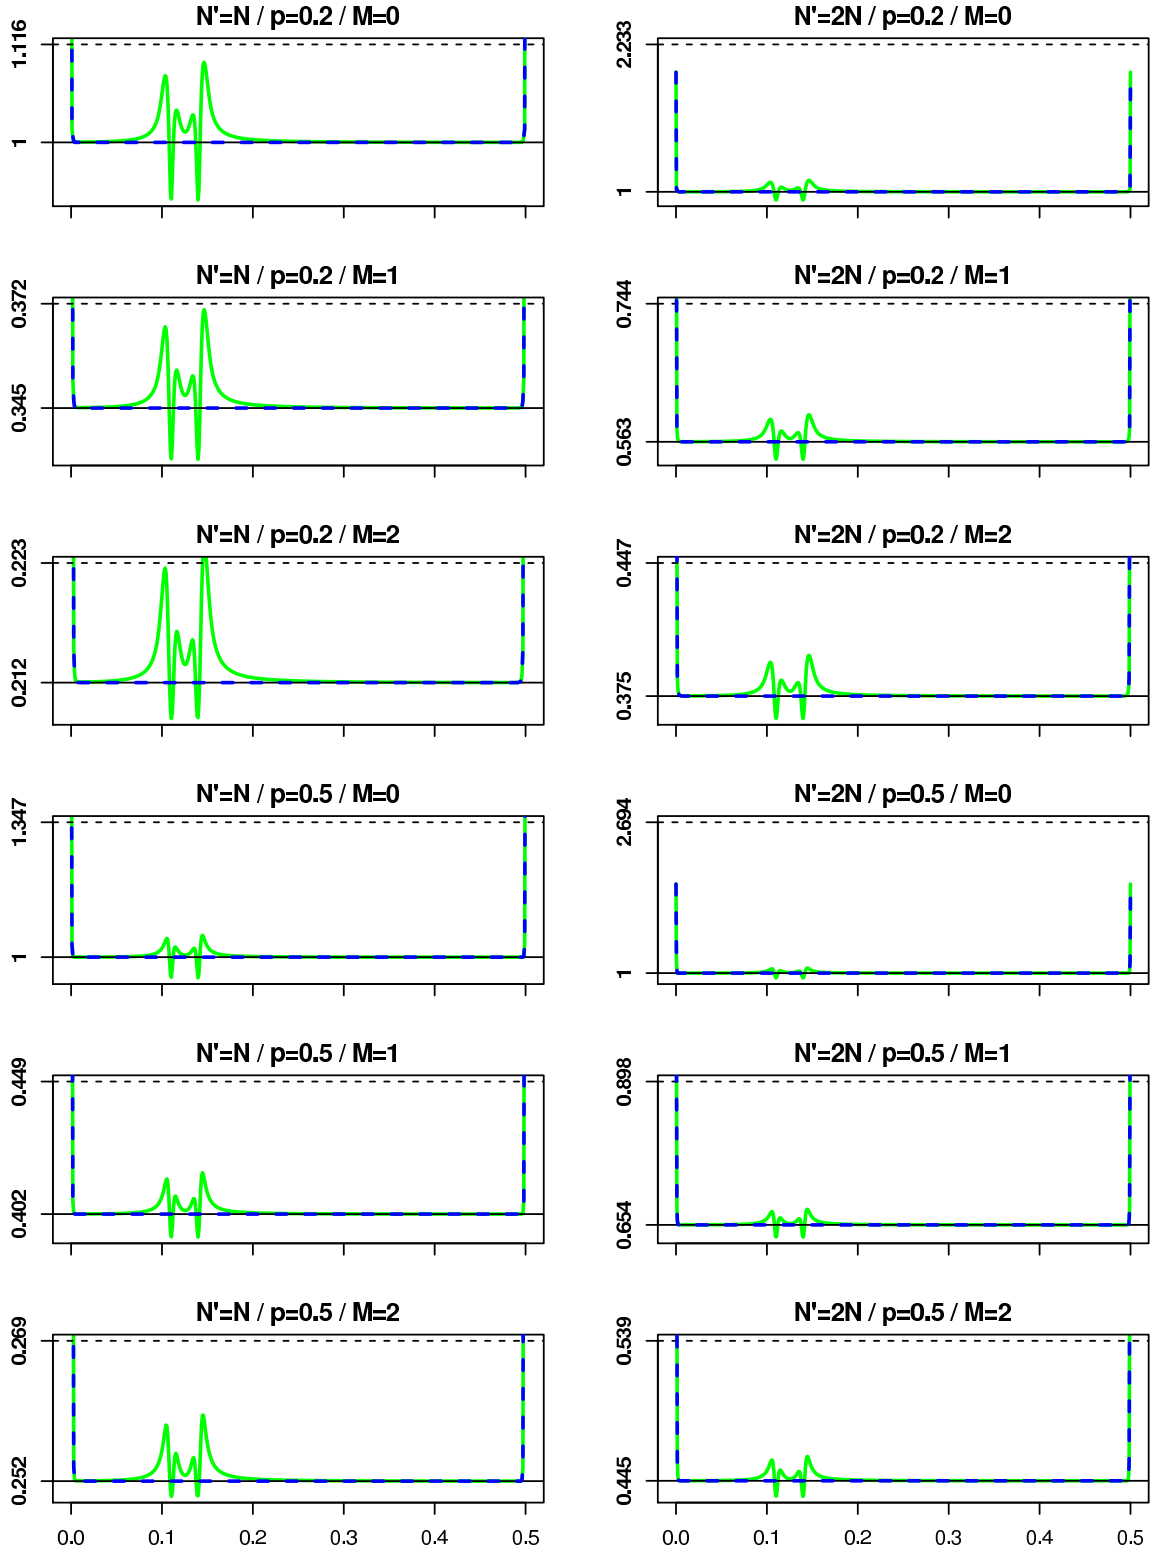 N'=N / p=0.2 / M=0
1.116
1
N'=2N / p=0.2 / M=0
2.233
1
N'=N / p=0.2 / M=1
0.372
0.345
N'=2N / p=0.2 / M=1
0.744
0.563
N'=N / p=0.2 / M=2
0.223
0.212
N'=2N / p=0.2 / M=2
0.447
0.375
N'=N / p=0.5 / M=0
1.347
1
N'=2N / p=0.5 / M=0
2.694
1
N'=N / p=0.5 / M=1
0.449
0.402
N'=2N / p=0.5 / M=1
0.898
0.654
N'=N / p=0.5 / M=2
0.269
0.252
0.0 0.1 0.2 0.3 0.4 0.5
N'=2N / p=0.5 / M=2
0.539
0.445
0.0 0.1 0.2 0.3 0.4 0.5